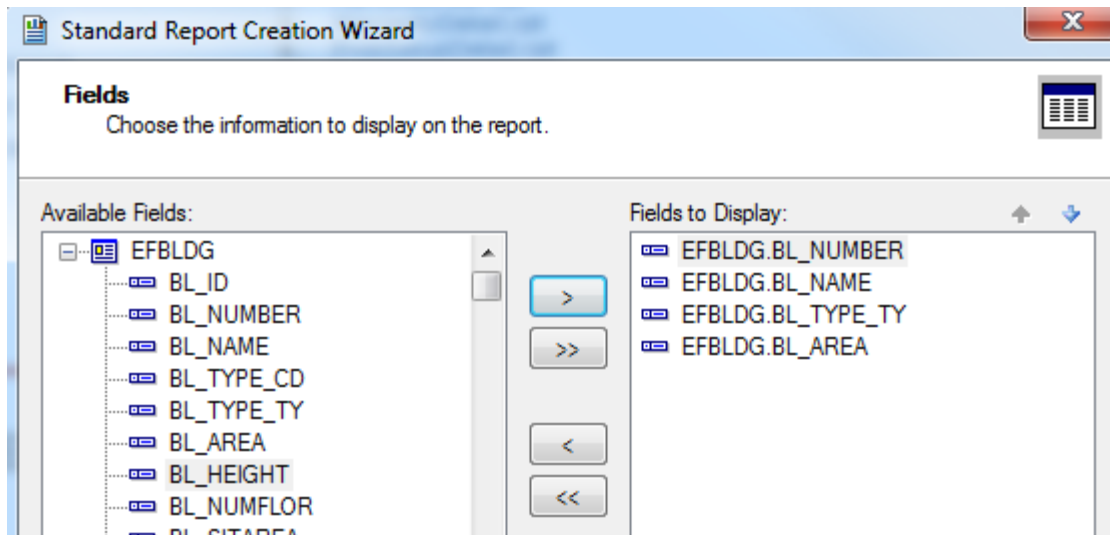 Standard Report Creation Wizard
Fields
Choose the information to display on the report.
Available Fields:
EFBLDG
BL_ID
BL_NUMBER
BL_NAME
BL_TYPE_CD
BL_TYPE_TY
BL_AREA
BL_HEIGHT
BL_NUMFLOR
BL_SITAREA
>
>>
<
<<
Fields to Display:
EFBLDG.BL_NUMBER
EFBLDG.BL_NAME
EFBLDG.BL_TYPE_TY
EFBLDG.BL_AREA